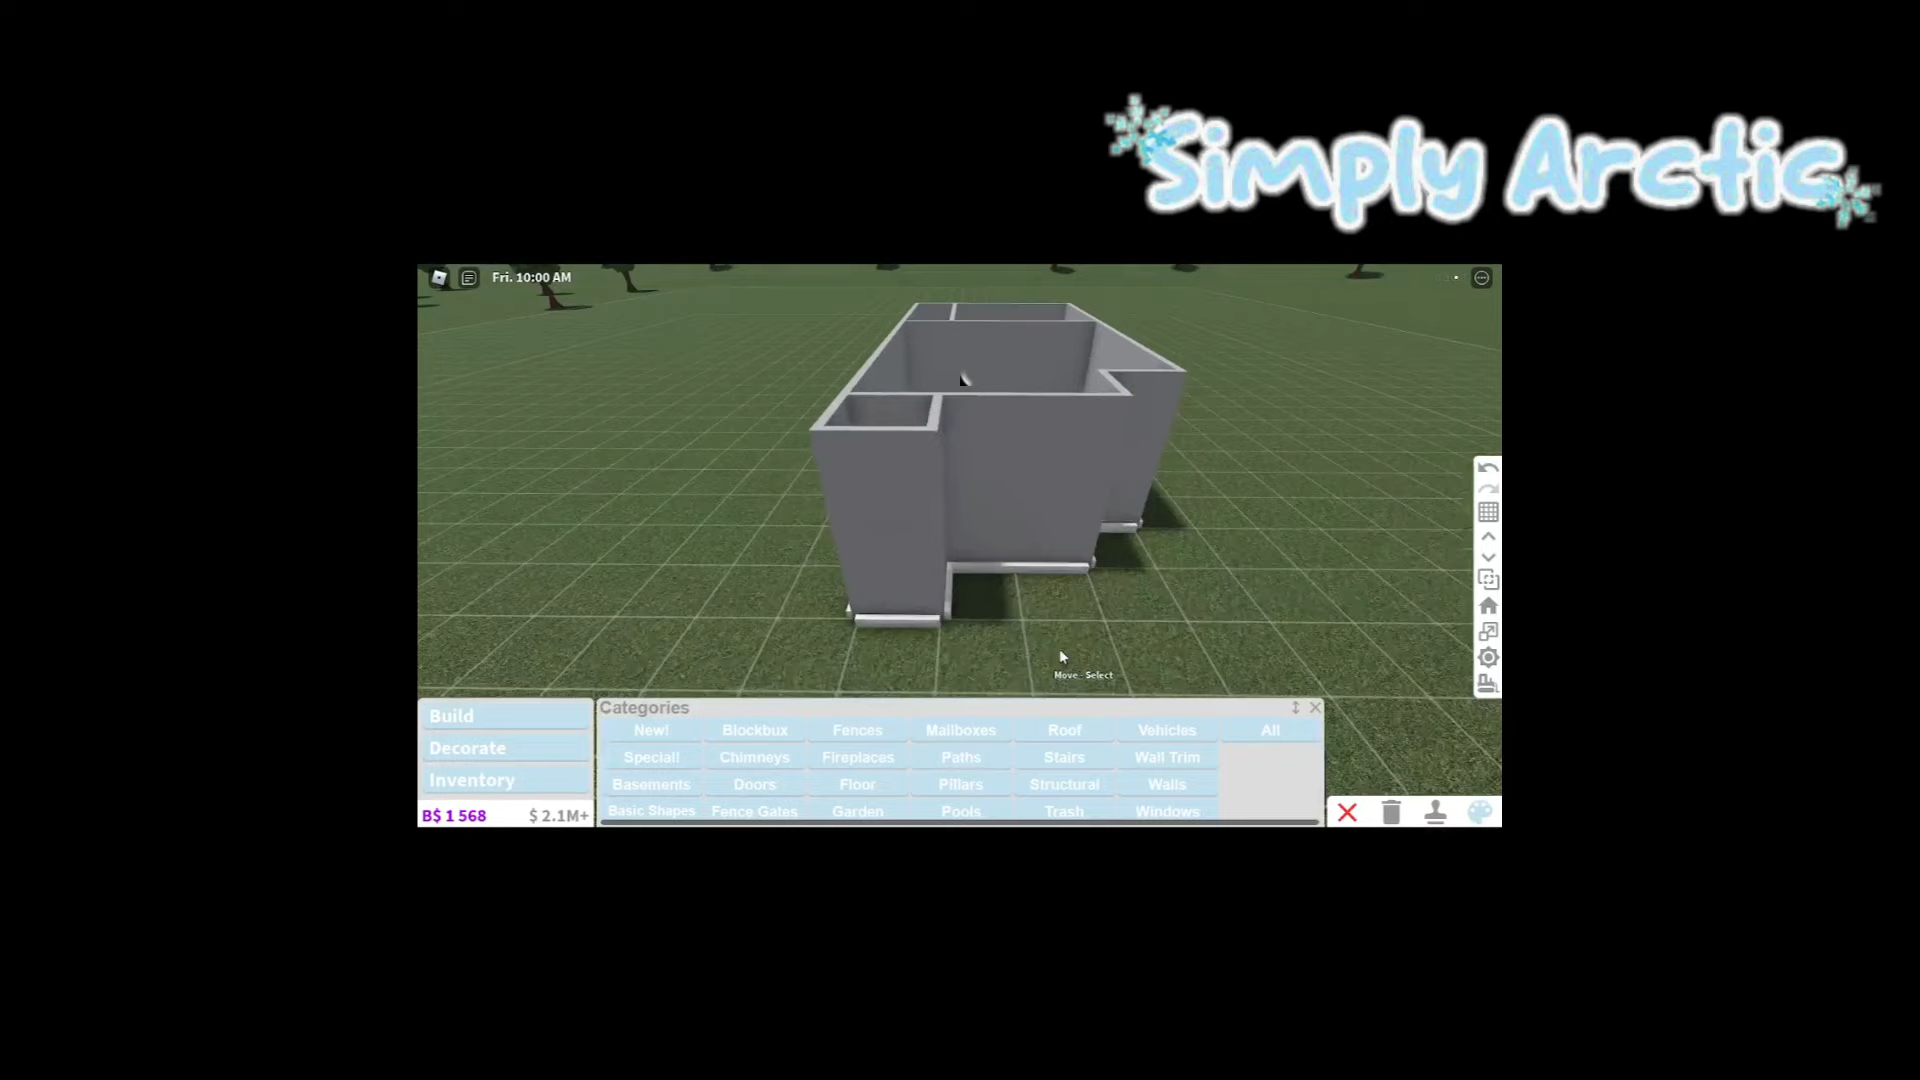 Simply Arctic
Fri. 10:00 AM
Move - Select
Build
Decorate
Inventory
B$ 1 568
$ 2.1M+
Categories
New! Blockbux Fences Mailboxes Roof Vehicles All
Special! Chimneys Fireplaces Paths Stairs Wall Trim
Basements Doors Floor Pillars Structural Walls
Basic Shapes Fence Gates Garden Pools Trash Windows